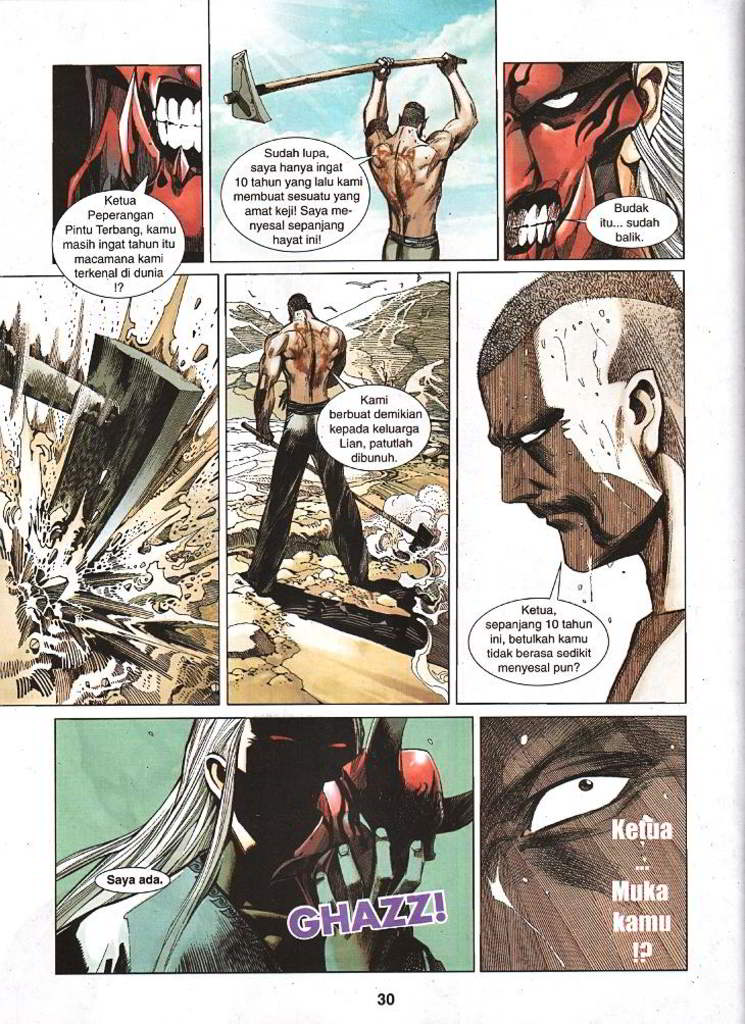 Ketua
Peperangan
Pintu Terbang, kamu
masih ingat tahun itu
macamana kami
terkenal di dunia
!?
Sudah lupa,
saya hanya ingat
10 tahun yang lalu kami
membuat sesuatu yang
amat keji! Saya me-
nyesal sepanjang
hayat ini!
Budak
itu... sudah
balik.
Kami
berbuat demikian
kepada keluarga
Lian, patutlah
dibunuh.
Ketua,
sepanjang 10 tahun
ini, betulkah kamu
tidak berasa sedikit
menyesal pun?
Saya ada.
GHAZZ!
Ketua
...
Muka
kamu
!?
30